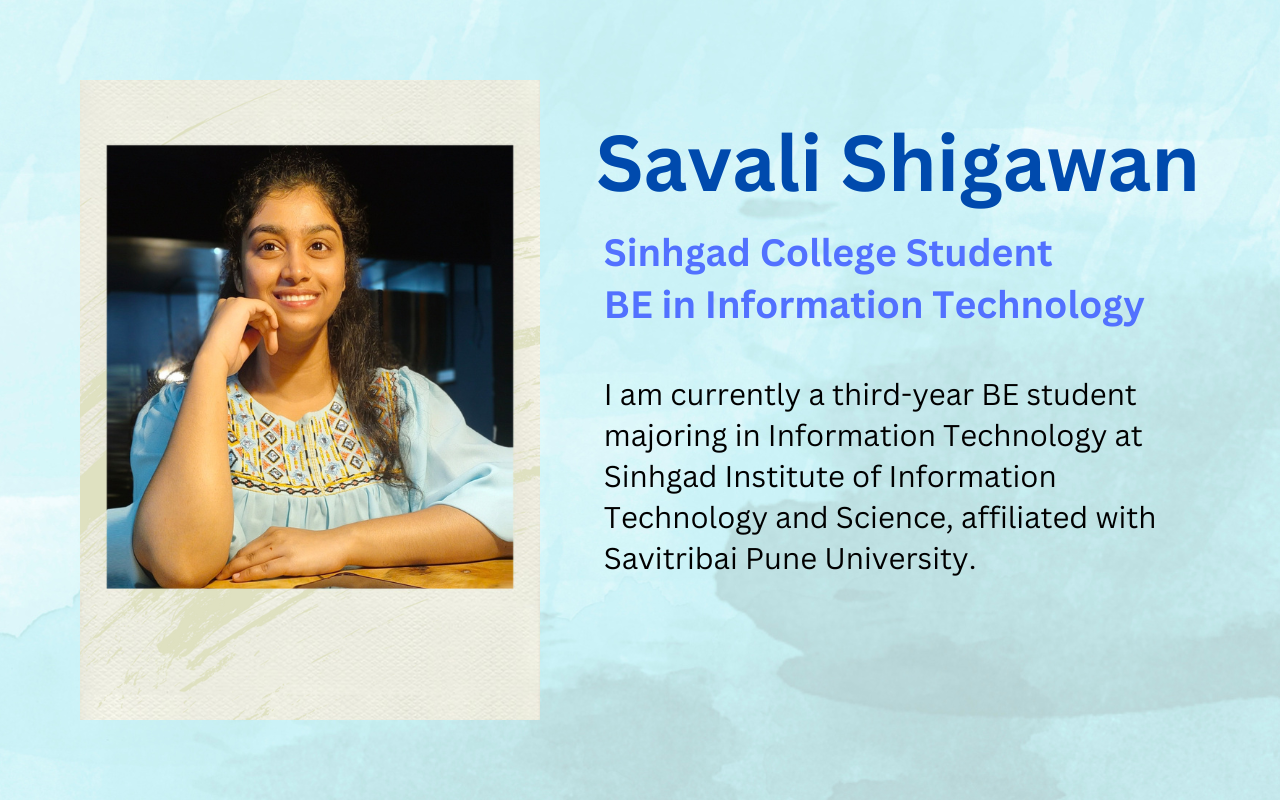 Savali Shigawan
Sinhgad College Student
BE in Information Technology
I am currently a third-year BE student
majoring in Information Technology at
Sinhgad Institute of Information
Technology and Science, affiliated with
Savitribai Pune University.